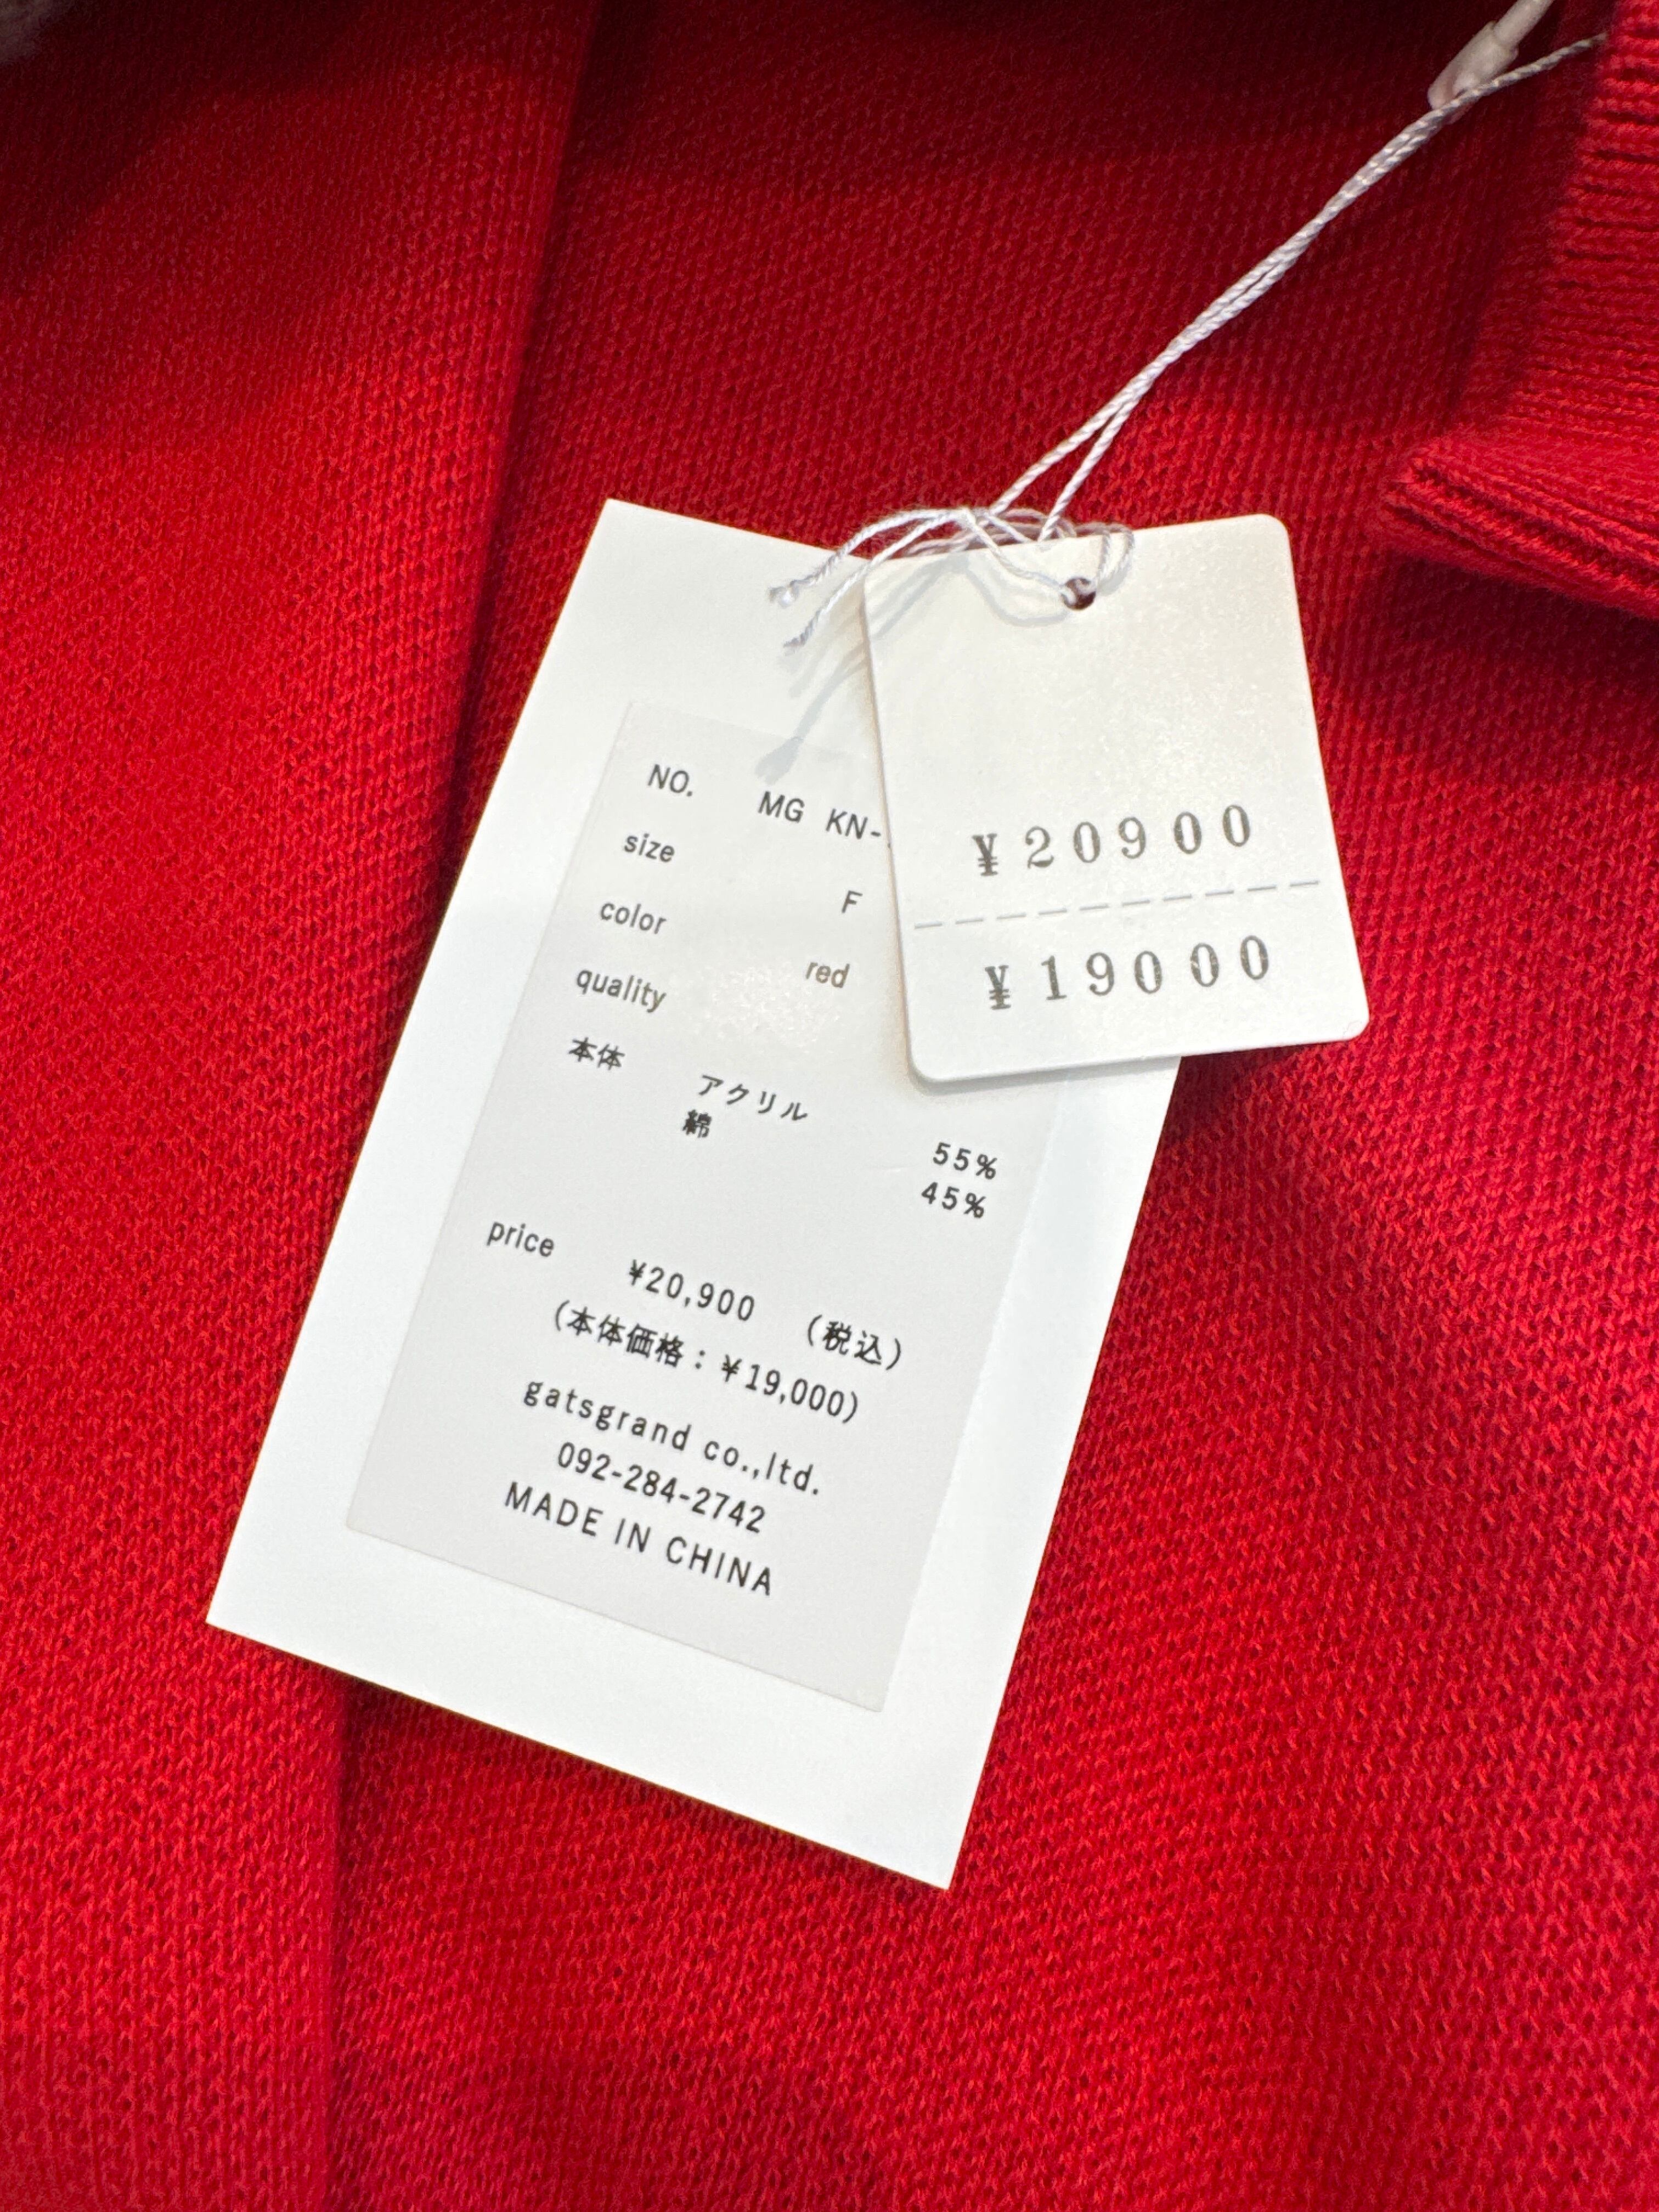 NO. MG KN-
size F
color red
quality
本体 アクリル 55%
綿 45%
price ¥20,900 (税込)
(本体価格：¥19,000)
gatsgrand co.,ltd.
092-284-2742
MADE IN CHINA
¥20900
¥19000